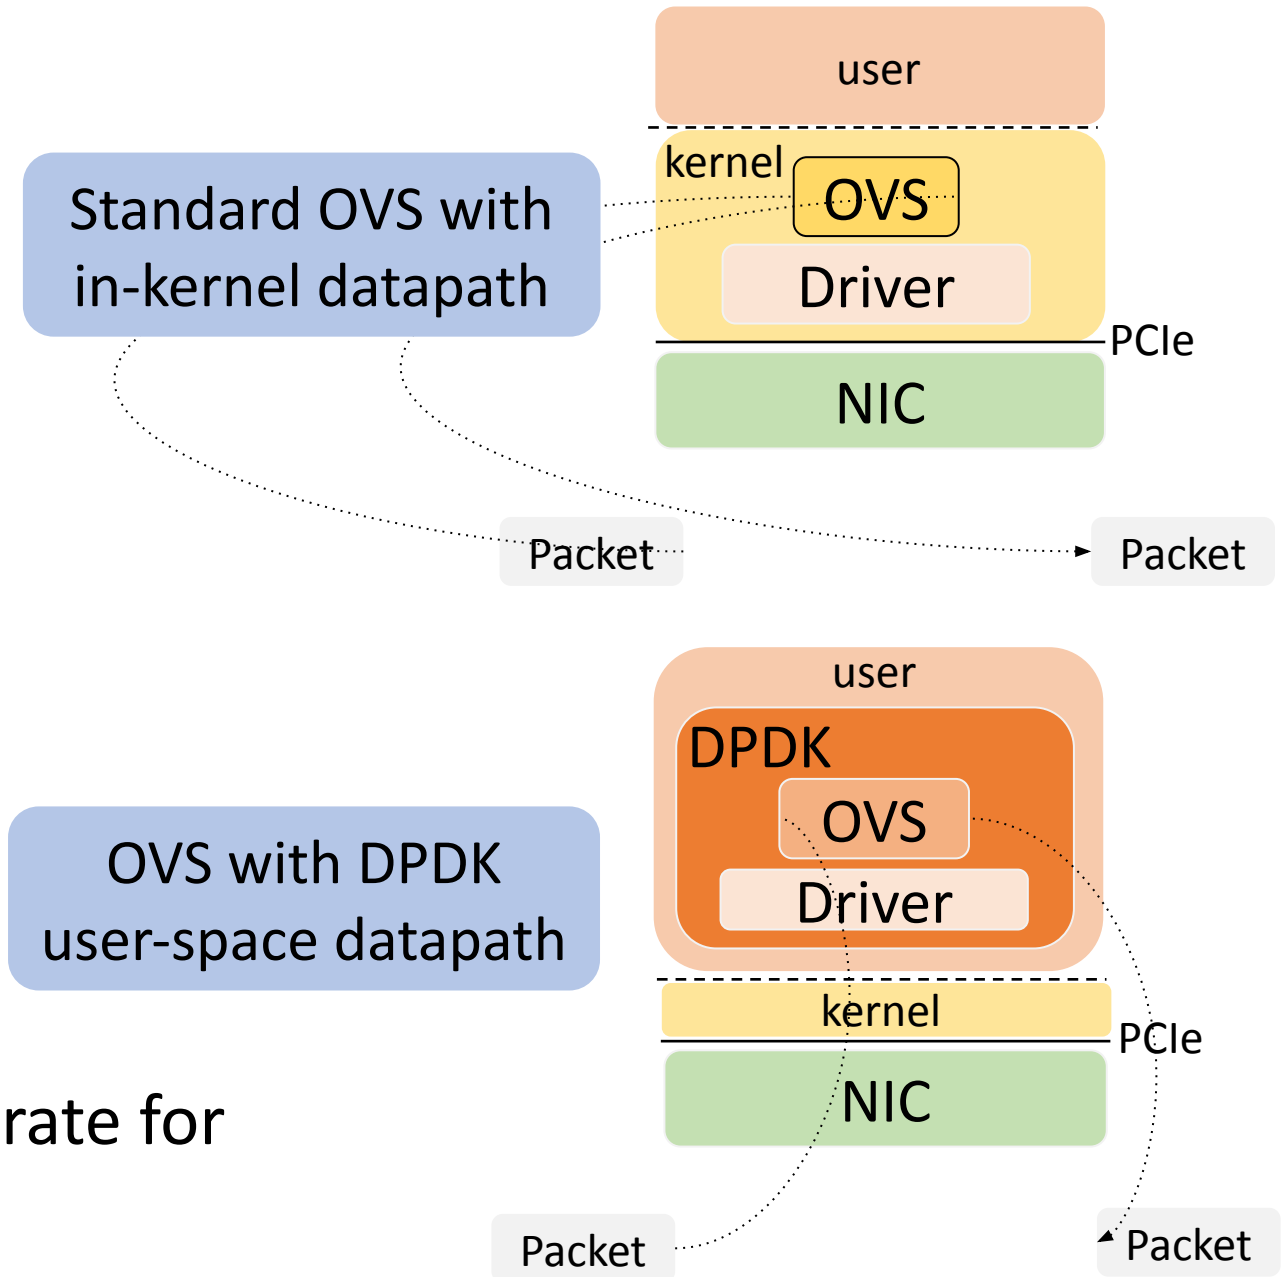 user
kernel
OVS
Standard OVS with
in-kernel datapath
Driver
PCIe
NIC
Packet
Packet
user
DPDK
OVS
OVS with DPDK
user-space datapath
Driver
kernel
PCIe
NIC
rate for
Packet
Packet